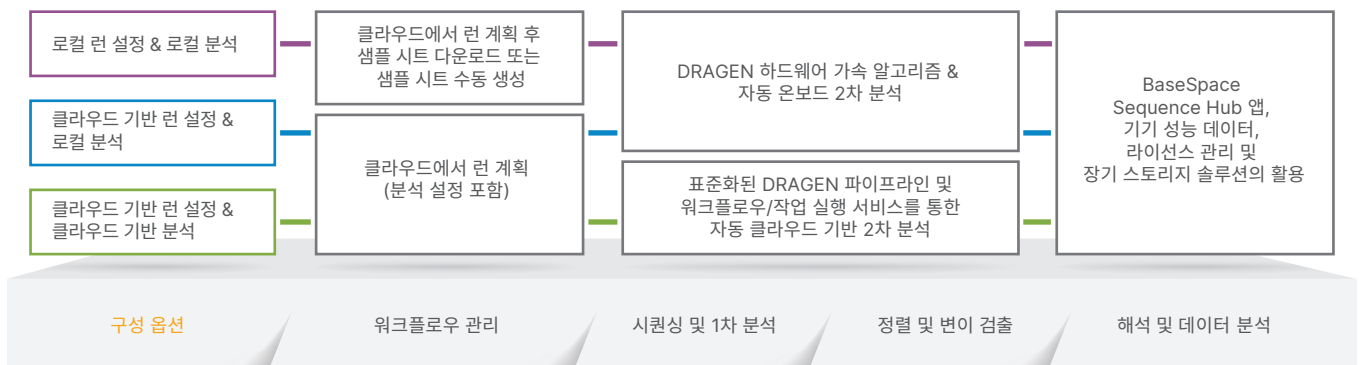 로컬 런 설정 & 로컬 분석
클라우드 기반 런 설정 &
로컬 분석
클라우드 기반 런 설정 &
클라우드 기반 분석
클라우드에서 런 계획 후
샘플 시트 다운로드 또는
샘플 시트 수동 생성
클라우드에서 런 계획
(분석 설정 포함)
DRAGEN 하드웨어 가속 알고리즘 &
자동 온보드 2차 분석
표준화된 DRAGEN 파이프라인 및
워크플로우/작업 실행 서비스를 통한
자동 클라우드 기반 2차 분석
BaseSpace
Sequence Hub 앱,
기기 성능 데이터,
라이선스 관리 및
장기 스토리지 솔루션의 활용
구성 옵션
워크플로우 관리
시퀀싱 및 1차 분석
정렬 및 변이 검출
해석 및 데이터 분석